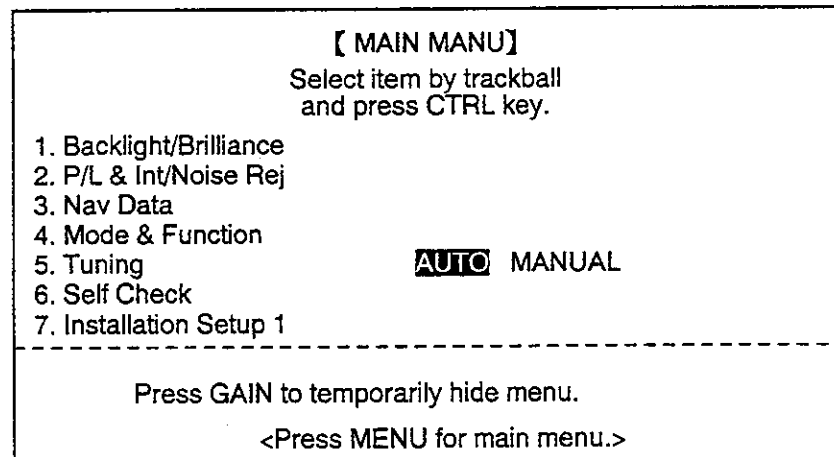 【 MAIN MANU】
Select item by trackball
and press CTRL key.
1. Backlight/Brilliance
2. P/L & Int/Noise Rej
3. Nav Data
4. Mode & Function
5. Tuning AUTO MANUAL
6. Self Check
7. Installation Setup 1
Press GAIN to temporarily hide menu.
<Press MENU for main menu.>